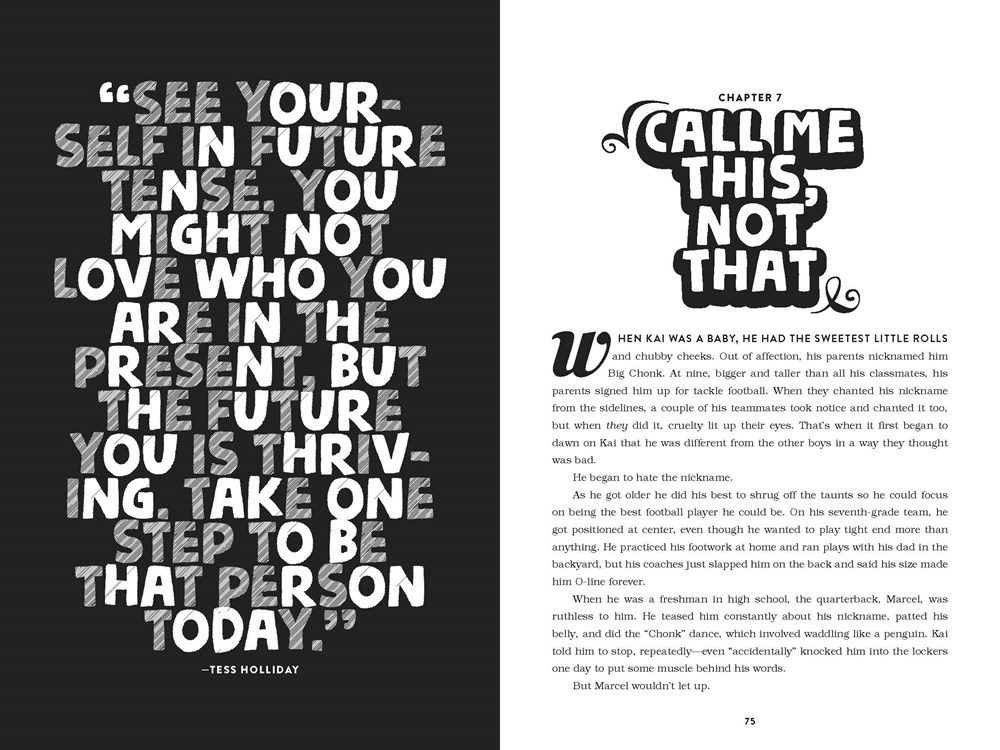 “SEE YOUR-
SELF IN FUTURE
TENSE. YOU
MIGHT NOT
LOVE WHO YOU
ARE IN THE
PRESENT, BUT
THE FUTURE
YOU IS THRIV-
ING. TAKE ONE
STEP TO BE
THAT PERSON
TODAY.”
—TESS HOLLIDAY
CHAPTER 7
CALL ME
THIS,
NOT
THAT
WHEN KAI WAS A BABY, HE HAD THE SWEETEST LITTLE ROLLS
and chubby cheeks. Out of affection, his parents nicknamed him
Big Chonk. At nine, bigger and taller than all his classmates, his
parents signed him up for tackle football. When they chanted his nickname
from the sidelines, a couple of his teammates took notice and chanted it too,
but when they did it, cruelty lit up their eyes. That’s when it first began to
dawn on Kai that he was different from the other boys in a way they thought
was bad.
He began to hate the nickname.
As he got older he did his best to shrug off the taunts so he could focus
on being the best football player he could be. On his seventh-grade team, he
got positioned at center, even though he wanted to play tight end more than
anything. He practiced his footwork at home and ran plays with his dad in the
backyard, but his coaches just slapped him on the back and said his size made
him O-line forever.
When he was a freshman in high school, the quarterback, Marcel, was
ruthless to him. He teased him constantly about his nickname, patted his
belly, and did the “Chonk” dance, which involved waddling like a penguin. Kai
told him to stop, repeatedly—even “accidentally” knocked him into the lockers
one day to put some muscle behind his words.
But Marcel wouldn’t let up.
75